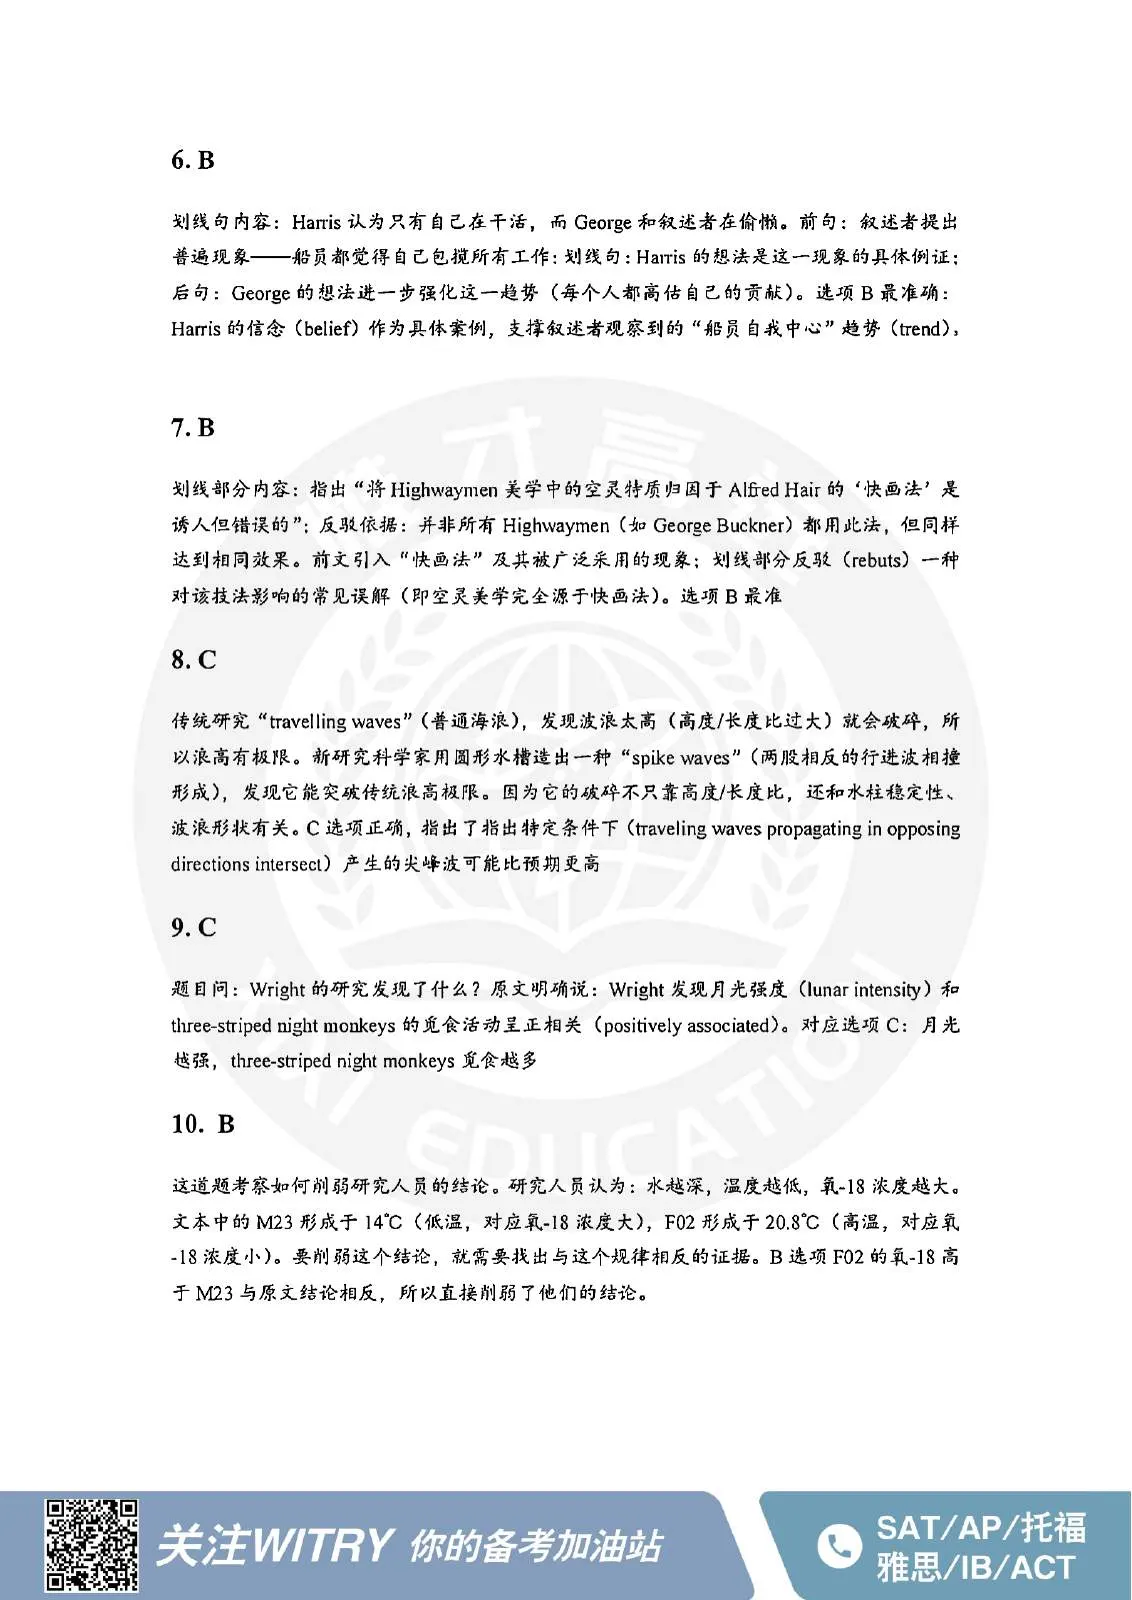 6. B
划线句内容：Harris 认为只有自己在干活，而 George 和叙述者在偷懒。前句：叙述者提出
普遍现象——船员都觉得自己包揽所有工作；划线句：Harris 的想法是这一现象的具体例证；
后句：George 的想法进一步强化这一趋势（每个人都高估自己的贡献）。选项 B 最准确：
Harris 的信念（belief）作为具体案例，支撑叙述者观察到的“船员自我中心”趋势（trend）。
7. B
划线部分内容：指出“将 Highwaymen 美学中的空灵特质归因于 Alfred Hair 的‘快画法’是
诱人但错误的”；反驳依据：并非所有 Highwaymen（如 George Buckner）都用此法，但同样
达到相同效果。前文引入“快画法”及其被广泛采用的现象；划线部分反驳（rebuts）一种
对该技法影响的常见误解（即空灵美学完全源于快画法）。选项 B 最准
8. C
传统研究“travelling waves”（普通海浪），发现波浪太高（高度/长度比过大）就会破碎，所
以浪高有极限。新研究科学家用圆形水槽造出一种“spike waves”（两股相反的行进波相撞
形成），发现它能突破传统浪高极限。因为它的破碎不只靠高度/长度比，还和水柱稳定性、
波浪形状有关。C 选项正确，指出了指出特定条件下（traveling waves propagating in opposing
directions intersect）产生的尖峰波可能比预期更高
9. C
题目问：Wright 的研究发现了什么？原文明确说：Wright 发现月光强度（lunar intensity）和
three-striped night monkeys 的觅食活动呈正相关（positively associated）。对应选项 C：月光
越强，three-striped night monkeys 觅食越多
10. B
这道题考察如何削弱研究人员的结论。研究人员认为：水越深，温度越低，氧-18 浓度越大。
文本中的 M23 形成于 14℃（低温，对应氧-18 浓度大），F02 形成于 20.8℃（高温，对应氧
-18 浓度小）。要削弱这个结论，就需要找出与这个规律相反的证据。B 选项 F02 的氧-18 高
于 M23 与原文结论相反，所以直接削弱了他们的结论。
关注WITRY 你的备考加油站
SAT/AP/托福
雅思/IB/ACT
EDUCATION